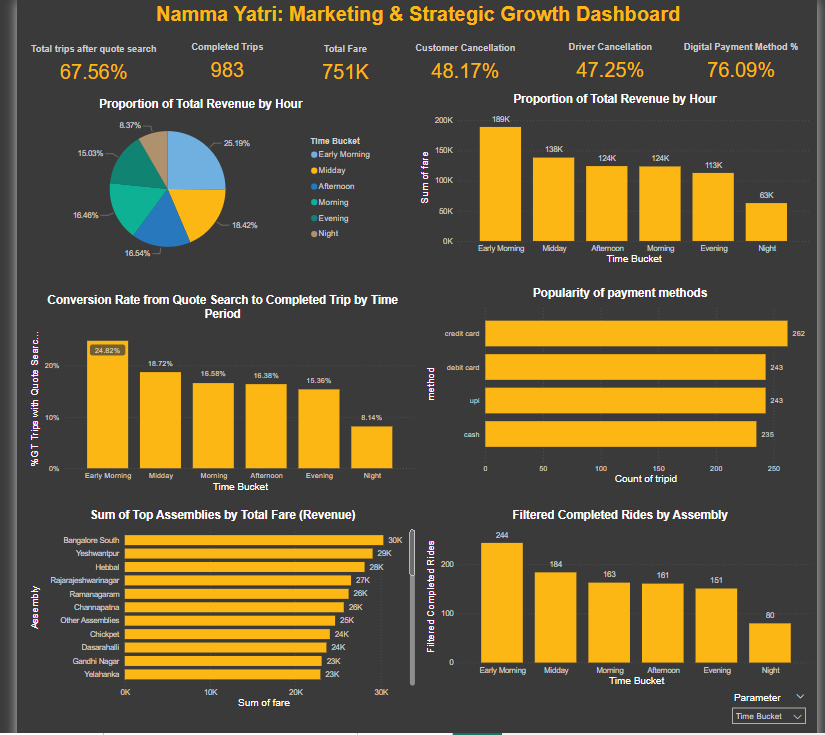 Namma Yatri: Marketing & Strategic Growth Dashboard
Total trips after quote search
67.56%
Completed Trips
983
Total Fare
751K
Customer Cancellation
48.17%
Driver Cancellation
47.25%
Digital Payment Method %
76.09%
Proportion of Total Revenue by Hour
8.37%
25.19%
15.03%
16.46%
18.42%
16.54%
Time Bucket
Early Morning
Midday
Afternoon
Morning
Evening
Night
Proportion of Total Revenue by Hour
Sum of fare
200K
150K
100K
50K
0K
189K
138K
124K
124K
113K
63K
Early Morning
Midday
Afternoon
Morning
Evening
Night
Time Bucket
Conversion Rate from Quote Search to Completed Trip by Time
Period
%GT Trips with Quote Searc...
20%
10%
0%
24.82%
18.72%
16.58%
16.38%
15.36%
8.14%
Early Morning
Midday
Morning
Afternoon
Evening
Night
Time Bucket
Popularity of payment methods
method
credit card
262
debit card
243
upi
243
cash
235
0
50
100
150
200
250
Count of tripid
Sum of Top Assemblies by Total Fare (Revenue)
Assembly
Bangalore South
30K
Yeshwantpur
29K
Hebbal
28K
Rajarajeshwarinagar
27K
Ramanagaram
26K
Channapatna
26K
Other Assemblies
25K
Chickpet
24K
Dasarahalli
24K
Gandhi Nagar
23K
Yelahanka
23K
0K
10K
20K
30K
Sum of fare
Filtered Completed Rides by Assembly
Filtered Completed Rides
200
100
0
244
184
163
161
151
80
Early Morning
Midday
Morning
Afternoon
Evening
Night
Time Bucket
Parameter
Time Bucket